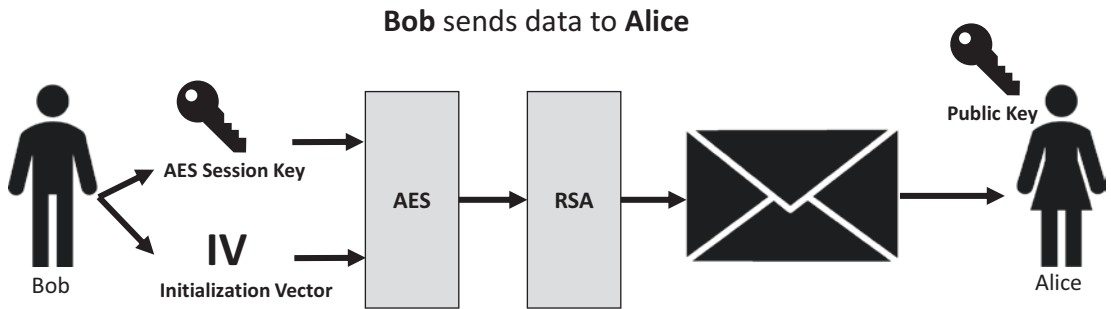 Bob sends data to Alice
Public Key
AES Session Key
AES
RSA
IV
Initialization Vector
Bob
Alice